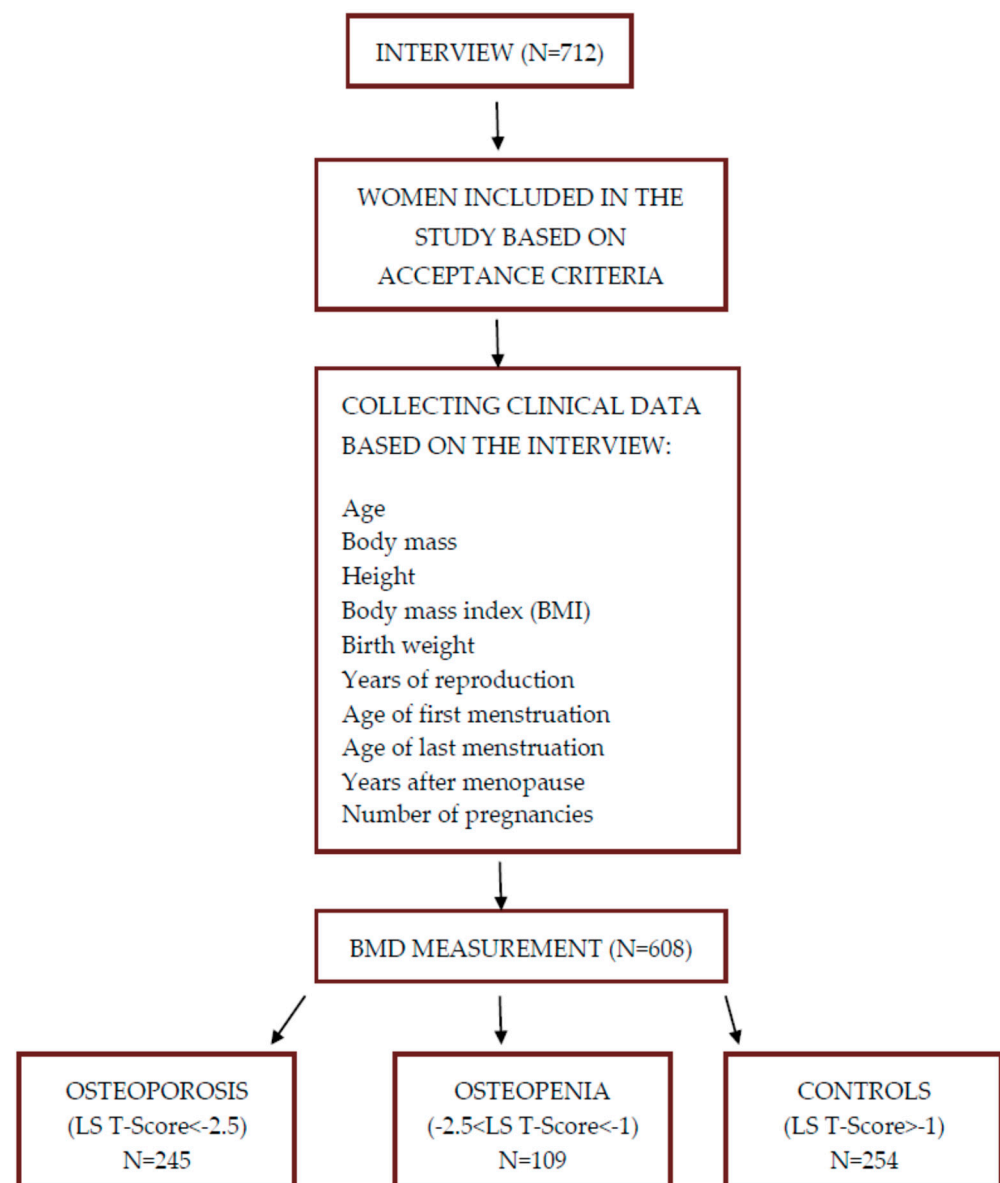 INTERVIEW (N=712)
WOMEN INCLUDED IN THE
STUDY BASED ON
ACCEPTANCE CRITERIA
COLLECTING CLINICAL DATA
BASED ON THE INTERVIEW:
Age
Body mass
Height
Body mass index (BMI)
Birth weight
Years of reproduction
Age of first menstruation
Age of last menstruation
Years after menopause
Number of pregnancies
BMD MEASUREMENT (N=608)
OSTEOPOROSIS
(LS T-Score<-2.5)
N=245
OSTEOPENIA
(-2.5<LS T-Score<-1)
N=109
CONTROLS
(LS T-Score>-1)
N=254